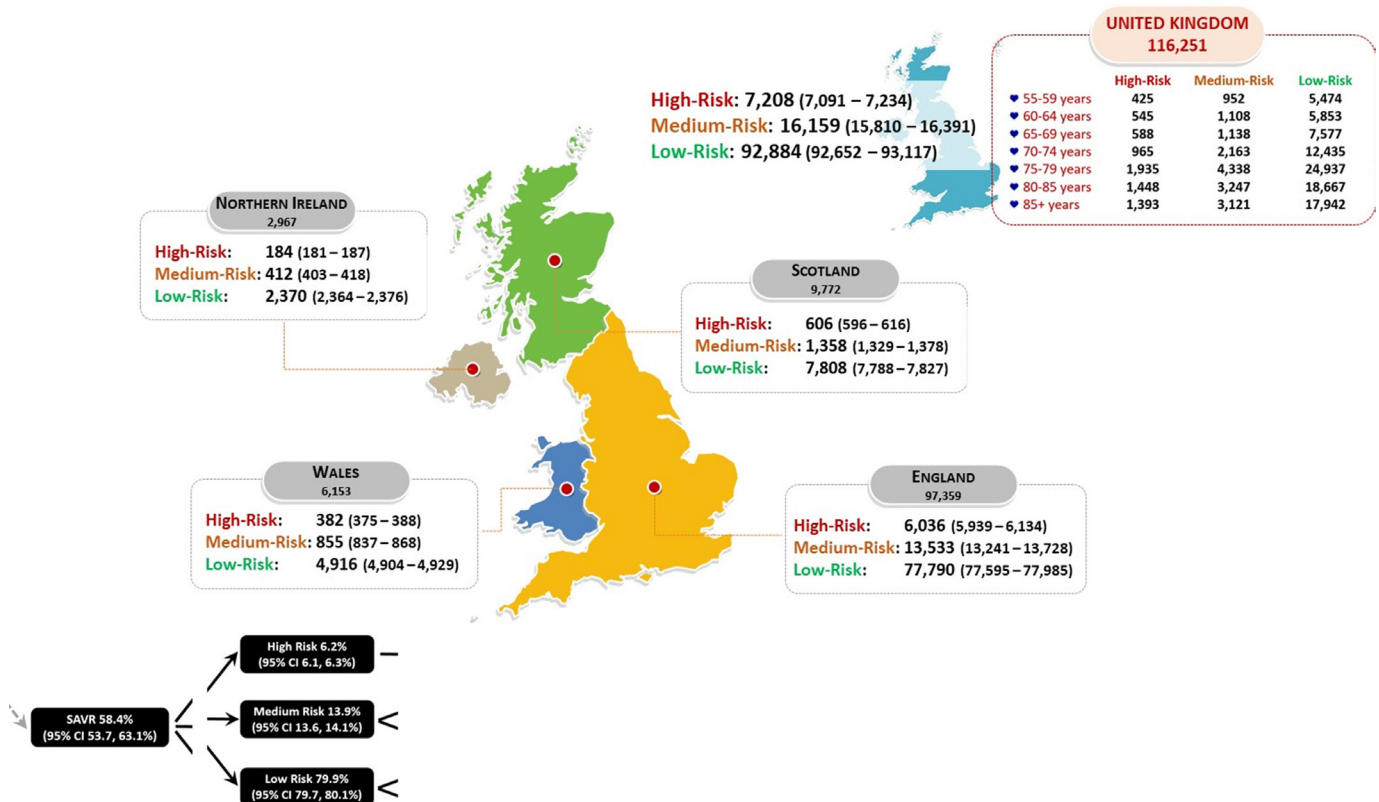 UNITED KINGDOM
116,251
High-Risk Medium-Risk Low-Risk
55-59 years 425 952 5,474
60-64 years 545 1,108 5,853
65-69 years 588 1,138 7,577
70-74 years 965 2,163 12,435
75-79 years 1,935 4,338 24,937
80-85 years 1,448 3,247 18,667
85+ years 1,393 3,121 17,942
High-Risk: 7,208 (7,091 – 7,234)
Medium-Risk: 16,159 (15,810 – 16,391)
Low-Risk: 92,884 (92,652 – 93,117)
NORTHERN IRELAND
2,967
High-Risk: 184 (181 – 187)
Medium-Risk: 412 (403 – 418)
Low-Risk: 2,370 (2,364 – 2,376)
SCOTLAND
9,772
High-Risk: 606 (596 – 616)
Medium-Risk: 1,358 (1,329 – 1,378)
Low-Risk: 7,808 (7,788 – 7,827)
WALES
6,153
High-Risk: 382 (375 – 388)
Medium-Risk: 855 (837 – 868)
Low-Risk: 4,916 (4,904 – 4,929)
ENGLAND
97,359
High-Risk: 6,036 (5,939 – 6,134)
Medium-Risk: 13,533 (13,241 – 13,728)
Low-Risk: 77,790 (77,595 – 77,985)
SAVR 58.4%
(95% CI 53.7, 63.1%)
High Risk 6.2%
(95% CI 6.1, 6.3%)
Medium Risk 13.9%
(95% CI 13.6, 14.1%)
Low Risk 79.9%
(95% CI 79.7, 80.1%)